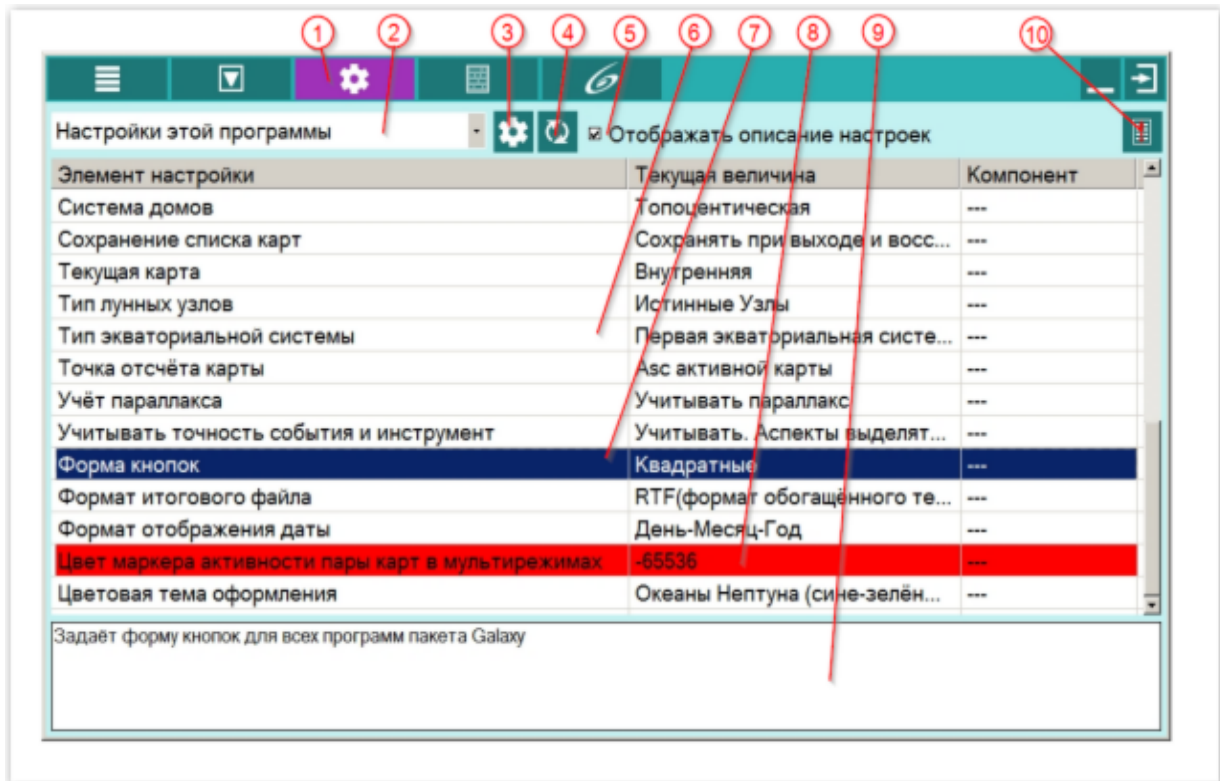 1 2 3 4 5 6 7 8 9 10
Настройки этой программы Отображать описание настроек
Элемент настройки Текущая величина Компонент
Система домов Топоцентическая ---
Сохранение списка карт Сохранять при выходе и восс... ---
Текущая карта Внутренняя ---
Тип лунных узлов Истинные Узлы ---
Тип экваториальной системы Первая экваториальная систе... ---
Точка отсчёта карты Asc активной карты ---
Учёт параллакса Учитывать параллакс ---
Учитывать точность события и инструмент Учитывать. Аспекты выделят... ---
Форма кнопок Квадратные ---
Формат итогового файла RTF(формат обогащённого те... ---
Формат отображения даты День-Месяц-Год ---
Цвет маркера активности пары карт в мультирежимах -65536 ---
Цветовая тема оформления Океаны Нептуна (сине-зелён... ---
Задаёт форму кнопок для всех программ пакета Galaxy